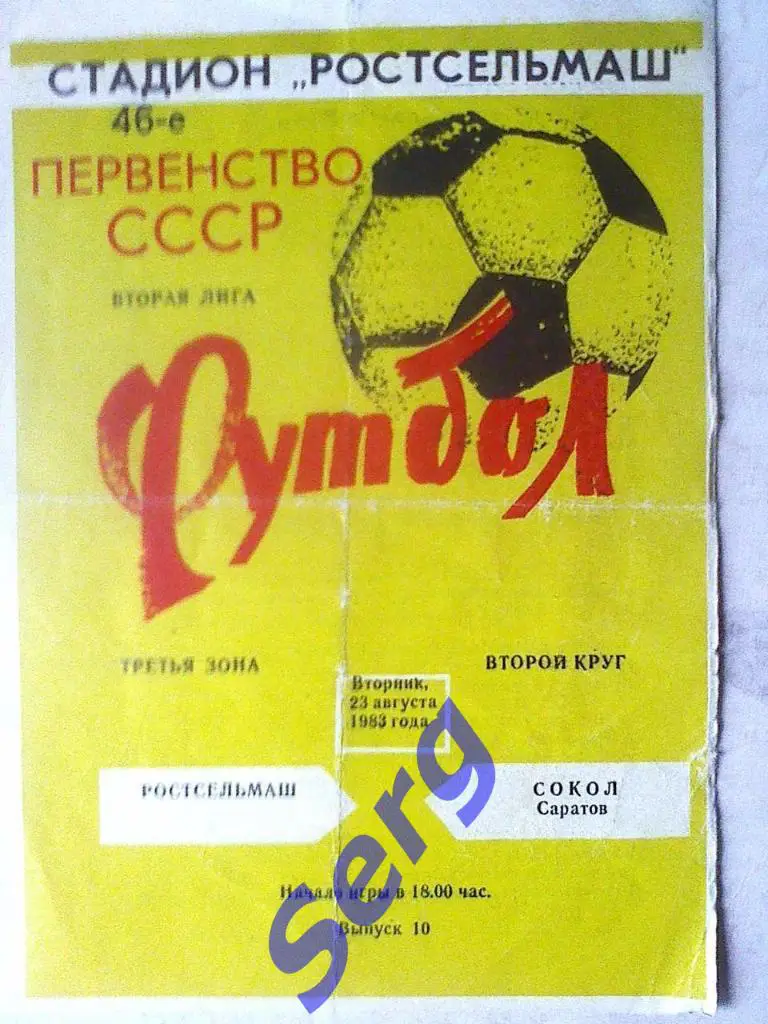 СТАДИОН „РОСТСЕЛЬМАШ"
46-е
ПЕРВЕНСТВО
СССР
ВТОРАЯ ЛИГА
Футбол
ТРЕТЬЯ ЗОНА
ВТОРОЙ КРУГ
Вторник,
23 августа
1983 года
РОСТСЕЛЬМАШ
СОКОЛ
Саратов
Начало игры в 18.00 час.
Выпуск 10
Serg